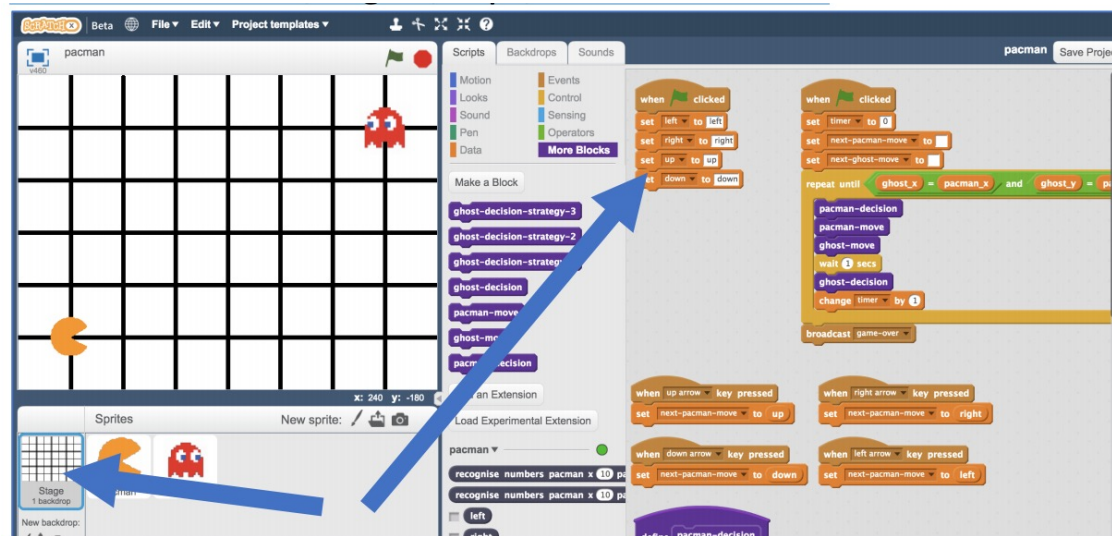 SCRATCHX Beta File▼ Edit▼ Project templates▼
v460 pacman
x: 240 y: -180
Sprites New sprite:
Stage
1 backdrop
New backdrop:
Scripts Backdrops Sounds
pacman Save Proje
Motion Events
Looks Control
Sound Sensing
Pen Operators
Data More Blocks
Make a Block
ghost-decision-strategy-3
ghost-decision-strategy-2
ghost-decision
pacman-move
Load Experimental Extension
pacman▼
recognise numbers pacman x 10 pa
recognise numbers pacman x 10 pa
left
right
when clicked
set left to left
set right to right
set up to up
set down to down
when clicked
set timer to 0
set next-pacman-move to
set next-ghost-move to
repeat until ghost_x = pacman_x and ghost_y = pa
pacman-decision
pacman-move
ghost-move
wait 1 secs
ghost-decision
change timer by 1
broadcast game-over
when up arrow key pressed
set next-pacman-move to up
when right arrow key pressed
set next-pacman-move to right
when down arrow key pressed
set next-pacman-move to down
when left arrow key pressed
set next-pacman-move to left
define pacman-decision